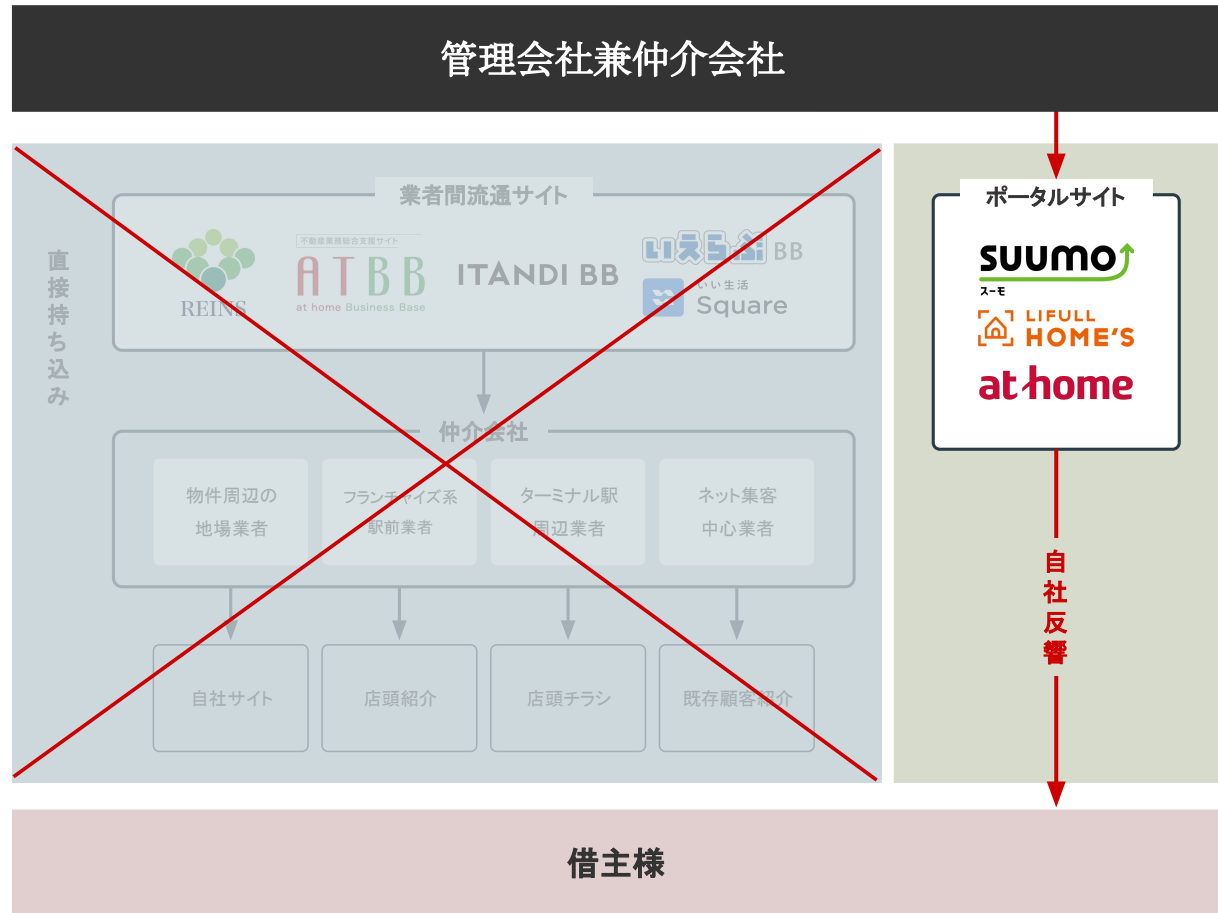 管理会社兼仲介会社
直接持ち込み
業者間流通サイト
REINS
不動産業務総合支援サイト
ATBB
at home Business Base
ITANDI BB
いえらぶBB
いい生活
Square
仲介会社
物件周辺の
地場業者
フランチャイズ系
駅前業者
ターミナル駅
周辺業者
ネット集客
中心業者
自社サイト
店頭紹介
店頭チラシ
既存顧客紹介
ポータルサイト
suumo
スーモ
LIFULL
HOME'S
at home
自社反響
借主様